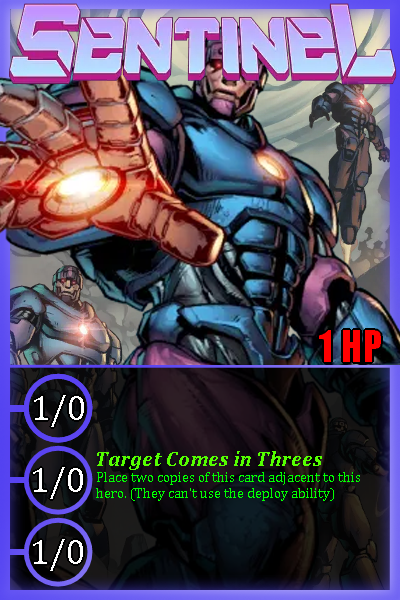 SENTINEL
1 HP
1/0
1/0
1/0
Target Comes in Threes
Place two copies of this card adjacent to this
hero. (They can't use the deploy ability)